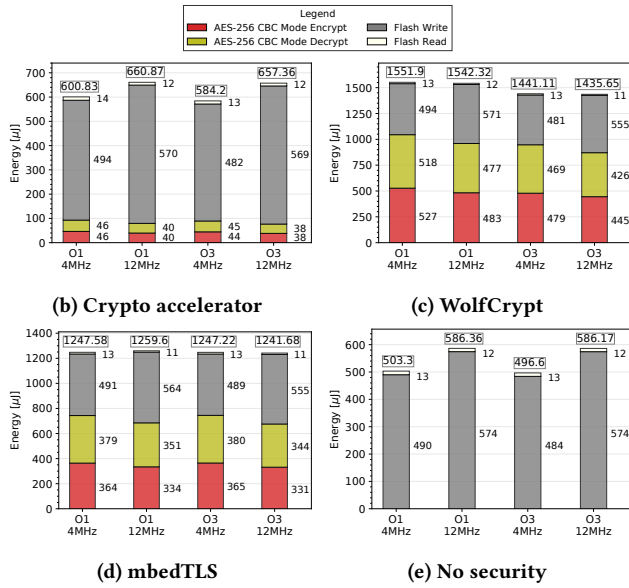 Legend
AES-256 CBC Mode Encrypt
AES-256 CBC Mode Decrypt
Flash Write
Flash Read
Energy [μJ]
700
600
500
400
300
200
100
0
600.83
14
494
46
46
660.87
12
570
40
40
584.2
13
482
45
44
657.36
12
569
38
38
O1
4MHz
O1
12MHz
O3
4MHz
O3
12MHz
(b) Crypto accelerator
Energy [μJ]
1500
1250
1000
750
500
250
0
1551.9
13
494
518
527
1542.32
12
571
477
483
1441.11
13
481
469
479
1435.65
11
555
426
445
O1
4MHz
O1
12MHz
O3
4MHz
O3
12MHz
(c) WolfCrypt
Energy [μJ]
1400
1200
1000
800
600
400
200
0
1247.58
13
491
379
364
1259.6
11
564
351
334
1247.22
13
489
380
365
1241.68
11
555
344
331
O1
4MHz
O1
12MHz
O3
4MHz
O3
12MHz
(d) mbedTLS
Energy [μJ]
600
500
400
300
200
100
0
503.3
13
490
586.36
12
574
496.6
13
484
586.17
12
574
O1
4MHz
O1
12MHz
O3
4MHz
O3
12MHz
(e) No security